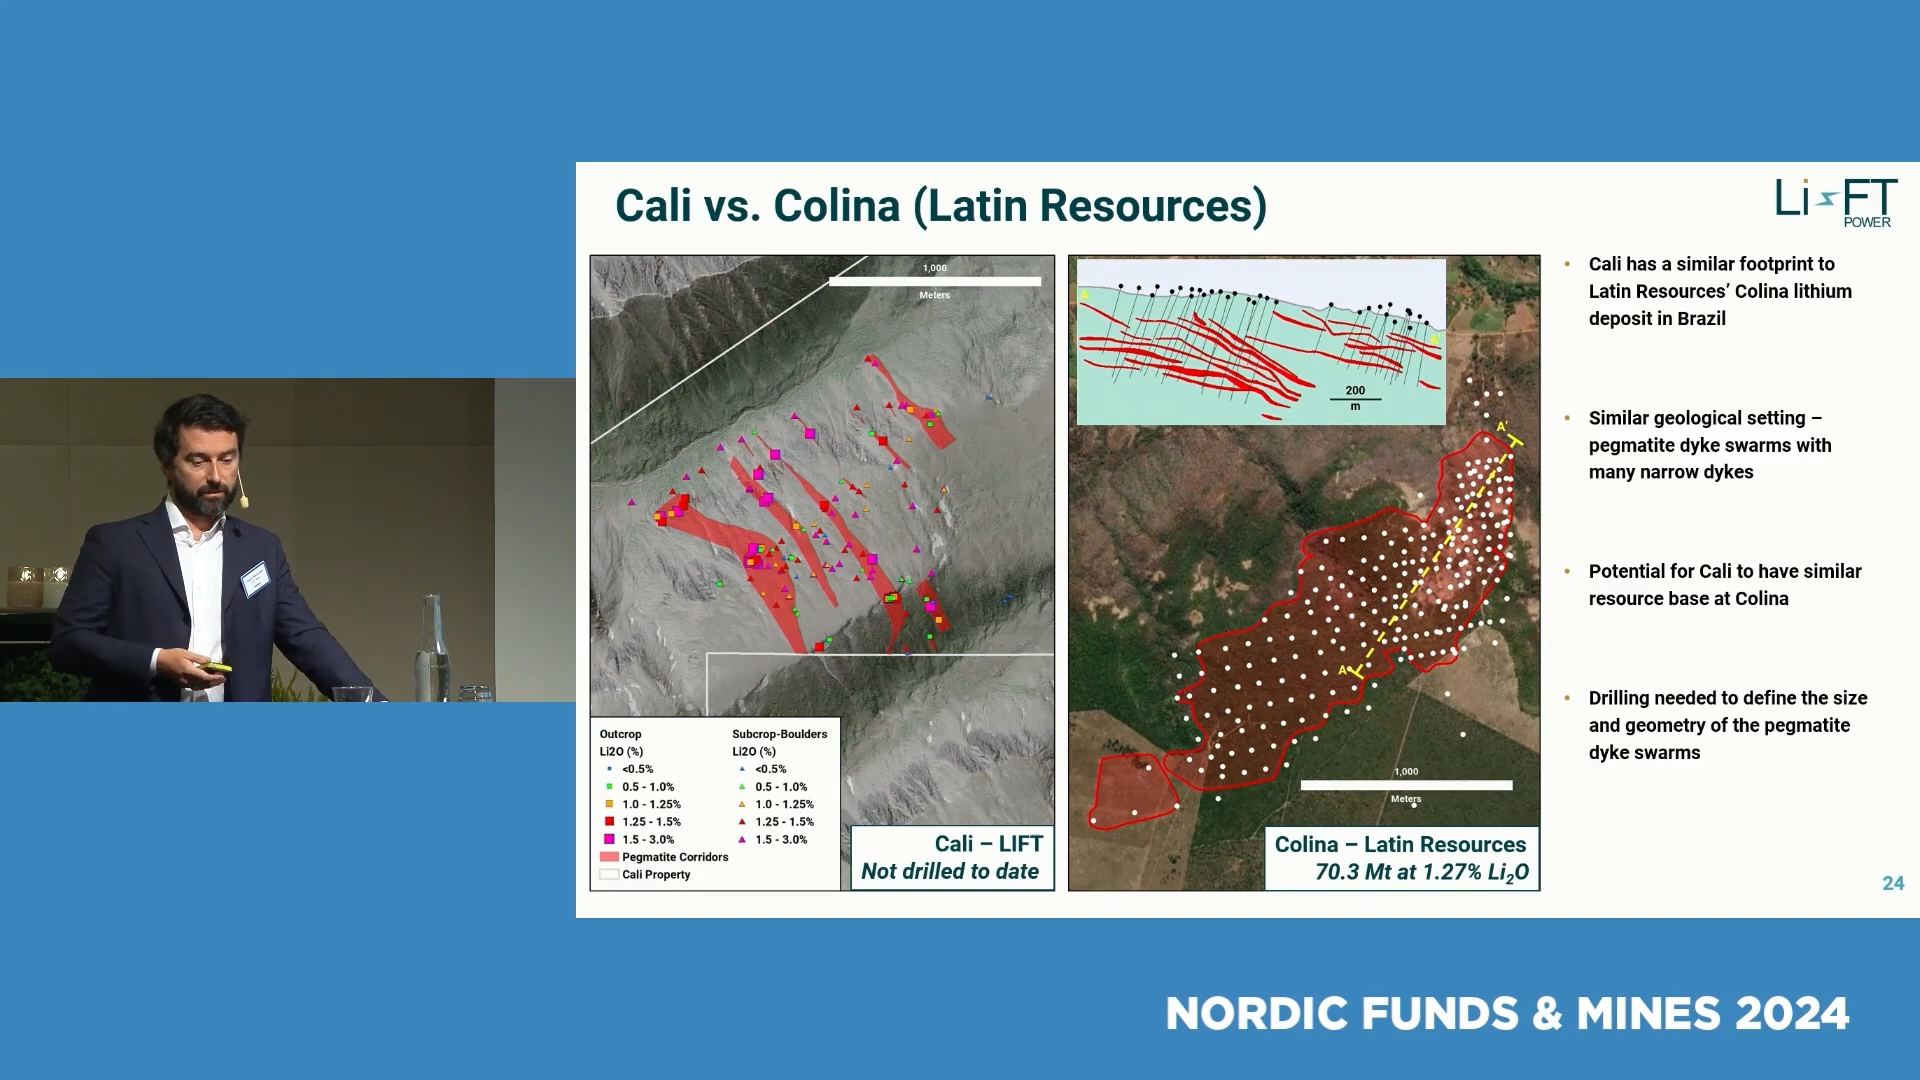 Cali vs. Colina (Latin Resources)
Li FT
POWER
1,000
Meters
Outcrop
Li2O (%)
<0.5%
0.5 - 1.0%
1.0 - 1.25%
1.25 - 1.5%
1.5 - 3.0%
Pegmatite Corridors
Cali Property
Subcrop-Boulders
Li2O (%)
<0.5%
0.5 - 1.0%
1.0 - 1.25%
1.25 - 1.5%
1.5 - 3.0%
Cali – LIFT
Not drilled to date
A
200
m
A'
A
1,000
Meters
Colina – Latin Resources
70.3 Mt at 1.27% Li₂O
• Cali has a similar footprint to
Latin Resources’ Colina lithium
deposit in Brazil
• Similar geological setting –
pegmatite dyke swarms with
many narrow dykes
• Potential for Cali to have similar
resource base at Colina
• Drilling needed to define the size
and geometry of the pegmatite
dyke swarms
24
NORDIC FUNDS & MINES 2024